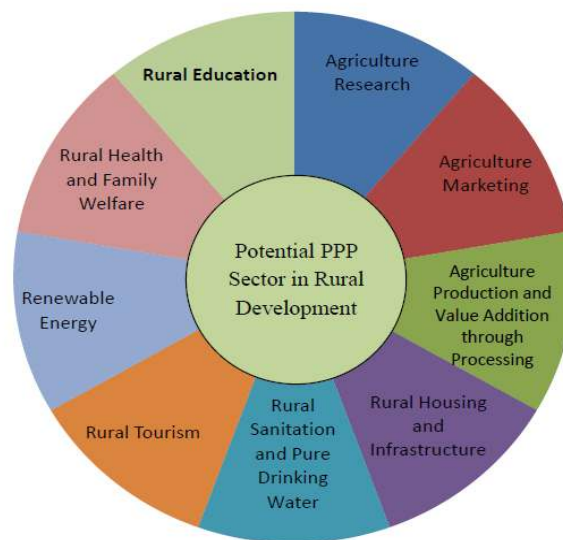 Potential PPP
Sector in Rural
Development
Agriculture
Research
Agriculture
Marketing
Agriculture
Production and
Value Addition
through
Processing
Rural Housing
and
Infrastructure
Rural
Sanitation
and Pure
Drinking
Water
Rural Tourism
Renewable
Energy
Rural Health
and Family
Welfare
Rural Education